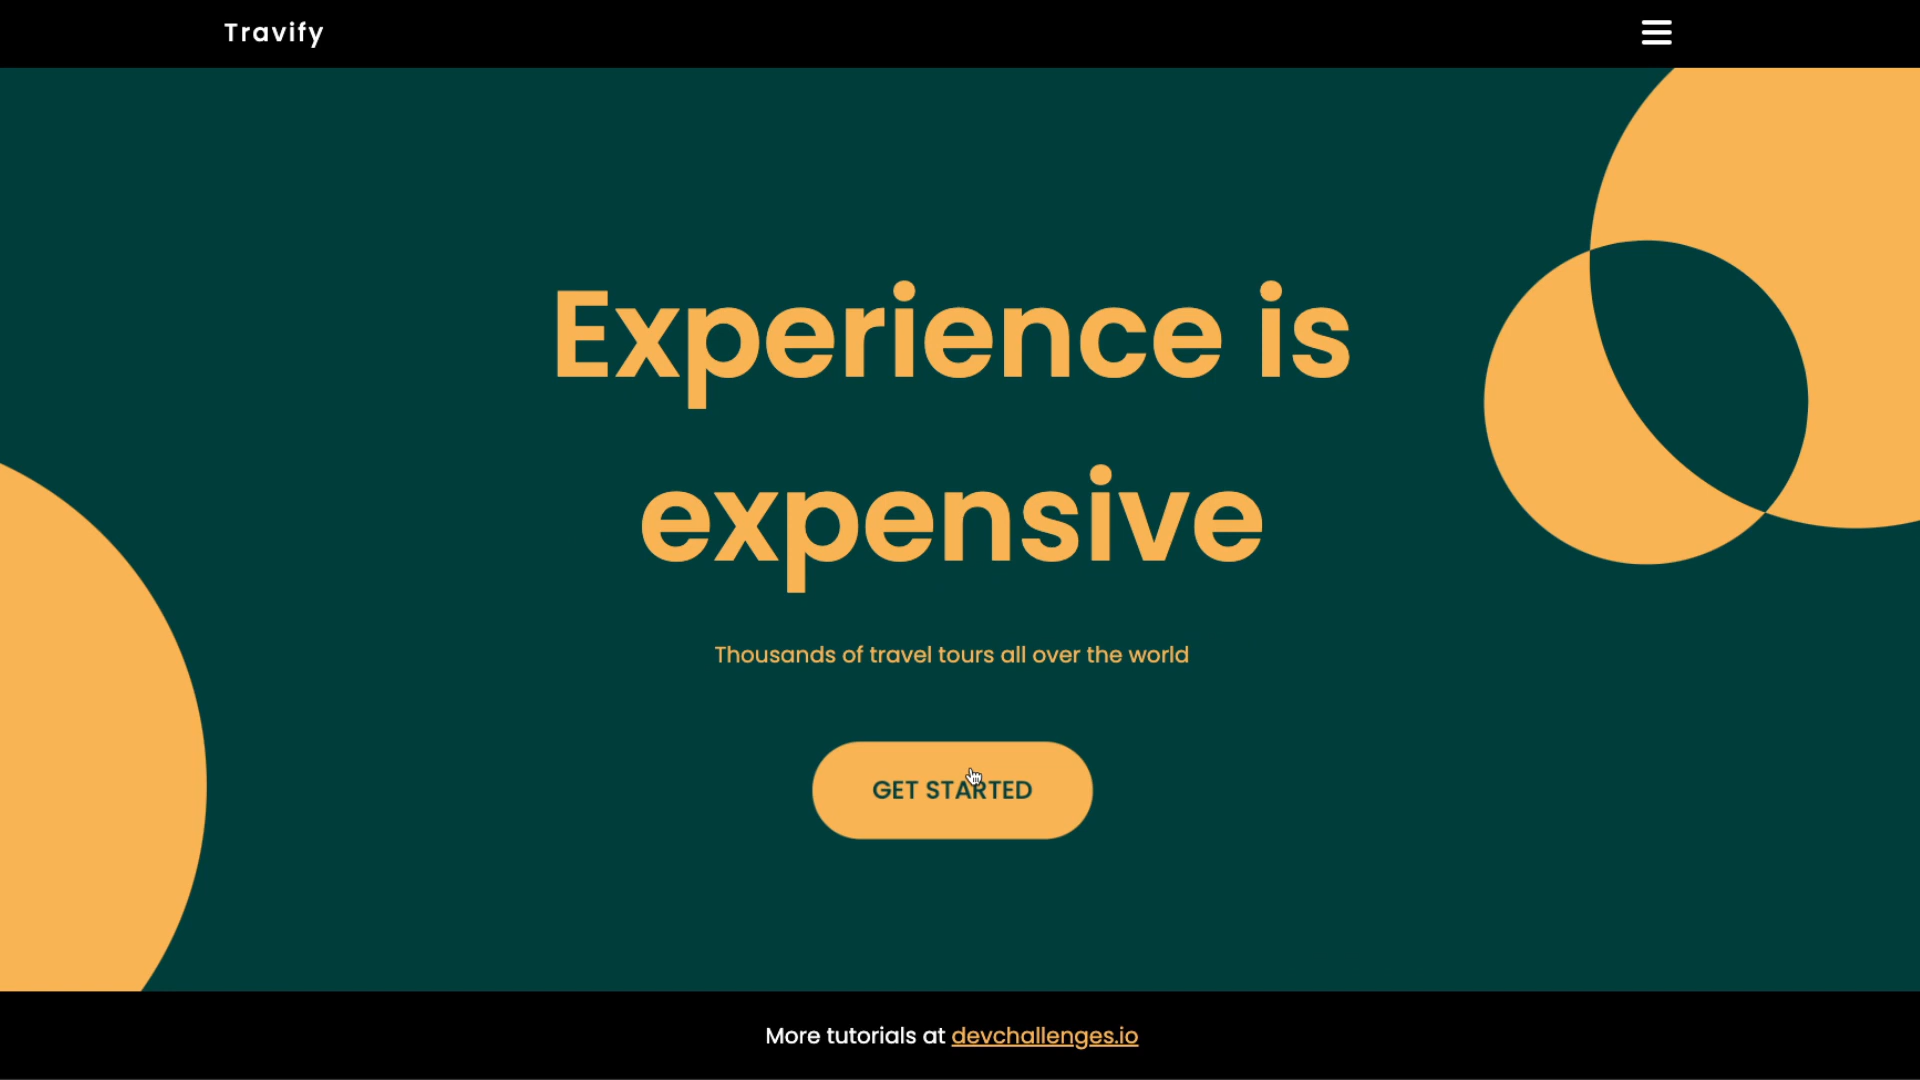 Travify
Experience is
expensive
Thousands of travel tours all over the world
GET STARTED
More tutorials at devchallenges.io